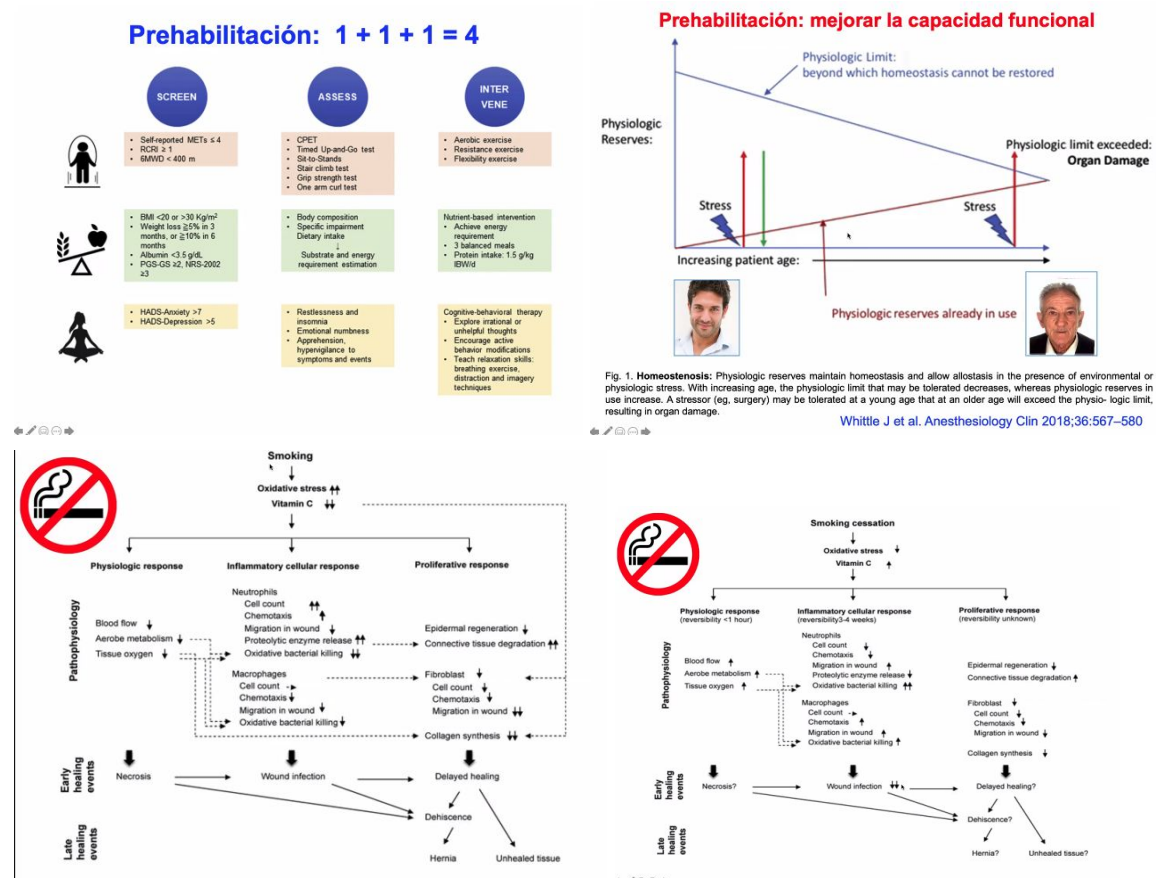 Prehabilitación: 1 + 1 + 1 = 4
SCREEN
ASSESS
INTER
VENE
• Self-reported METs ≤ 4
• RCRI ≥ 1
• 6MWD < 400 m
• CPET
• Timed Up-and-Go test
• Sit-to-Stands
• Stair climb test
• Grip strength test
• One arm curl test
• Aerobic exercise
• Resistance exercise
• Flexibility exercise
• BMI <20 or >30 Kg/m²
• Weight loss ≧5% in 3
months, or ≧10% in 6
months
• Albumin <3.5 g/dL
• PGS-GS ≥2, NRS-2002
≥3
• Body composition
• Specific impairment
Dietary intake
↓
Substrate and energy
requirement estimation
Nutrient-based intervention
• Achieve energy
requirement
• 3 balanced meals
• Protein intake: 1.5 g/kg
IBW/d
• HADS-Anxiety >7
• HADS-Depression >5
• Restlessness and
insomnia
• Emotional numbness
• Apprehension,
hypervigilance to
symptoms and events
Cognitive-behavioral therapy
• Explore irrational or
unhelpful thoughts
• Encourage active
behavior modifications
• Teach relaxation skills:
breathing exercise,
distraction and imagery
techniques
Prehabilitación: mejorar la capacidad funcional
Physiologic Limit:
beyond which homeostasis cannot be restored
Physiologic
Reserves:
Physiologic limit exceeded:
Organ Damage
Stress
Stress
Increasing patient age:
Physiologic reserves already in use
Fig. 1. Homeostenosis: Physiologic reserves maintain homeostasis and allow allostasis in the presence of environmental or
physiologic stress. With increasing age, the physiologic limit that may be tolerated decreases, whereas physiologic reserves in
use increase. A stressor (eg, surgery) may be tolerated at a young age that at an older age will exceed the physio- logic limit,
resulting in organ damage.
Whittle J et al. Anesthesiology Clin 2018;36:567–580
Smoking
Oxidative stress ↑↑
Vitamin C ↓↓
Physiologic response
Inflammatory cellular response
Proliferative response
Pathophysiology
Blood flow ↓
Aerobe metabolism ↓
Tissue oxygen ↓
Neutrophils
Cell count ↑↑
Chemotaxis ↑
Migration in wound ↓
Proteolytic enzyme release ↑↑
Oxidative bacterial killing ↓↓
Macrophages
Cell count →
Chemotaxis ↓
Migration in wound ↓
Oxidative bacterial killing ↓
Epidermal regeneration ↓
Connective tissue degradation ↑↑
Fibroblast ↓
Cell count ↓
Chemotaxis ↓
Migration in wound ↓↓
Collagen synthesis ↓↓
Early
healing
events
Necrosis
Wound infection
Delayed healing
Dehiscence
Late
healing
events
Hernia
Unhealed tissue
Smoking cessation
Oxidative stress ↓
Vitamin C ↑
Physiologic response
(reversibility <1 hour)
Inflammatory cellular response
(reversibility3-4 weeks)
Proliferative response
(reversibility unknown)
Pathophysiology
Blood flow ↑
Aerobe metabolism ↑
Tissue oxygen ↑
Neutrophils
Cell count ↓
Chemotaxis ↓
Migration in wound ↑
Proteolytic enzyme release ↓
Oxidative bacterial killing ↑↑
Macrophages
Cell count →
Chemotaxis ↑
Migration in wound ↑
Oxidative bacterial killing ↑
Epidermal regeneration ↓
Connective tissue degradation ↑
Fibroblast ↓
Cell count ↓
Chemotaxis ↓
Migration in wound ↓
Collagen synthesis ↓
Early
healing
events
Necrosis?
Wound infection ↓↓
Delayed healing?
Dehiscence?
Late
healing
events
Hernia?
Unhealed tissue?